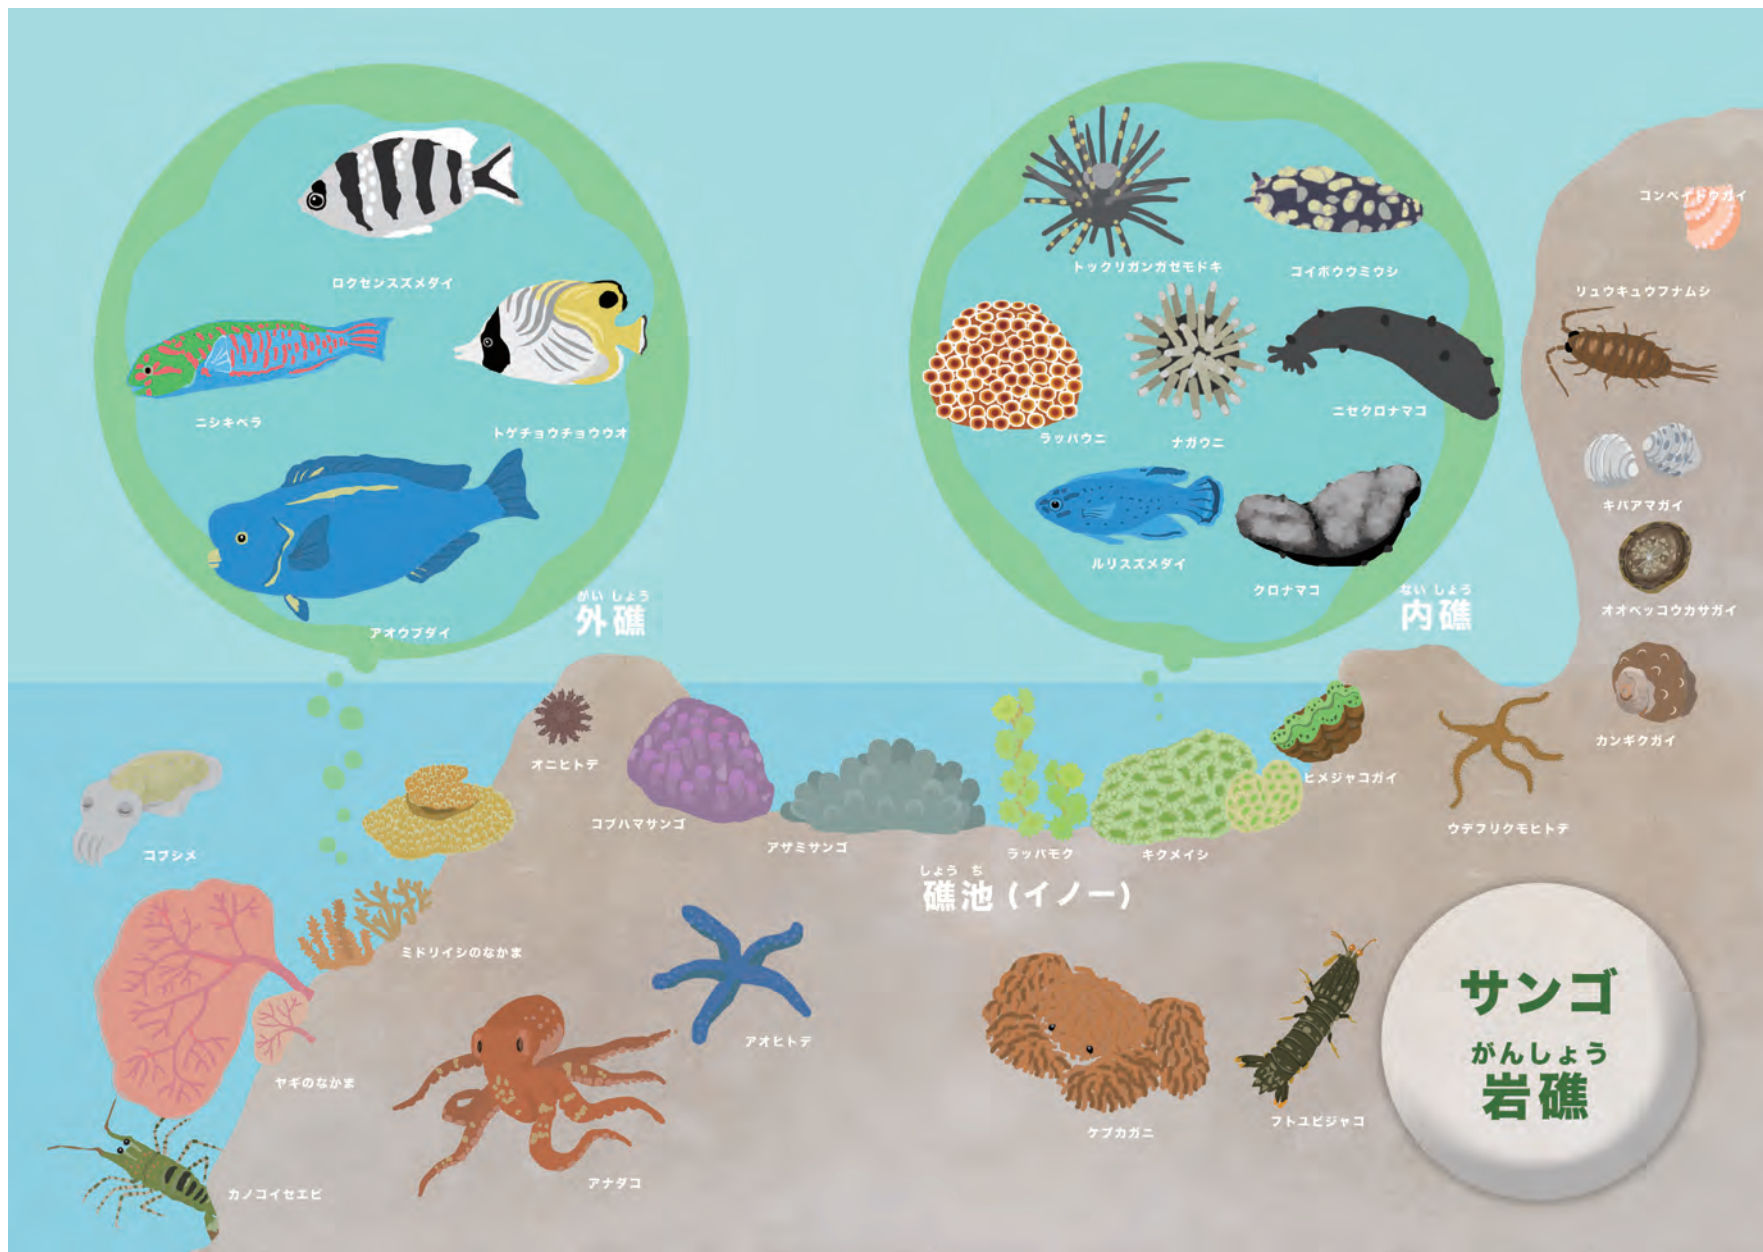 ロクセンスズメダイ
ニシキベラ
トゲチョウチョウウオ
アオウブダイ
がい しょう
外礁
トックリガンガゼモドキ
コイボウウミウシ
ラッパウニ
ナガウニ
ニセクロナマコ
ルリスズメダイ
クロナマコ
ない しょう
内礁
コンペイトウガイ
リュウキュウフナムシ
キバアマガイ
オオベッコウカサガイ
カンギクガイ
コブシメ
オニヒトデ
コブハマサンゴ
アザミサンゴ
ラッパモク
キクメイシ
ヒメジャコガイ
ウデフリクモヒトデ
しょう ち
礁池 (イノー)
ミドリイシのなかま
ヤギのなかま
カノコイセエビ
アナダコ
アオヒトデ
ケブカガニ
フトユビジャコ
サンゴ
がんしょう
岩礁